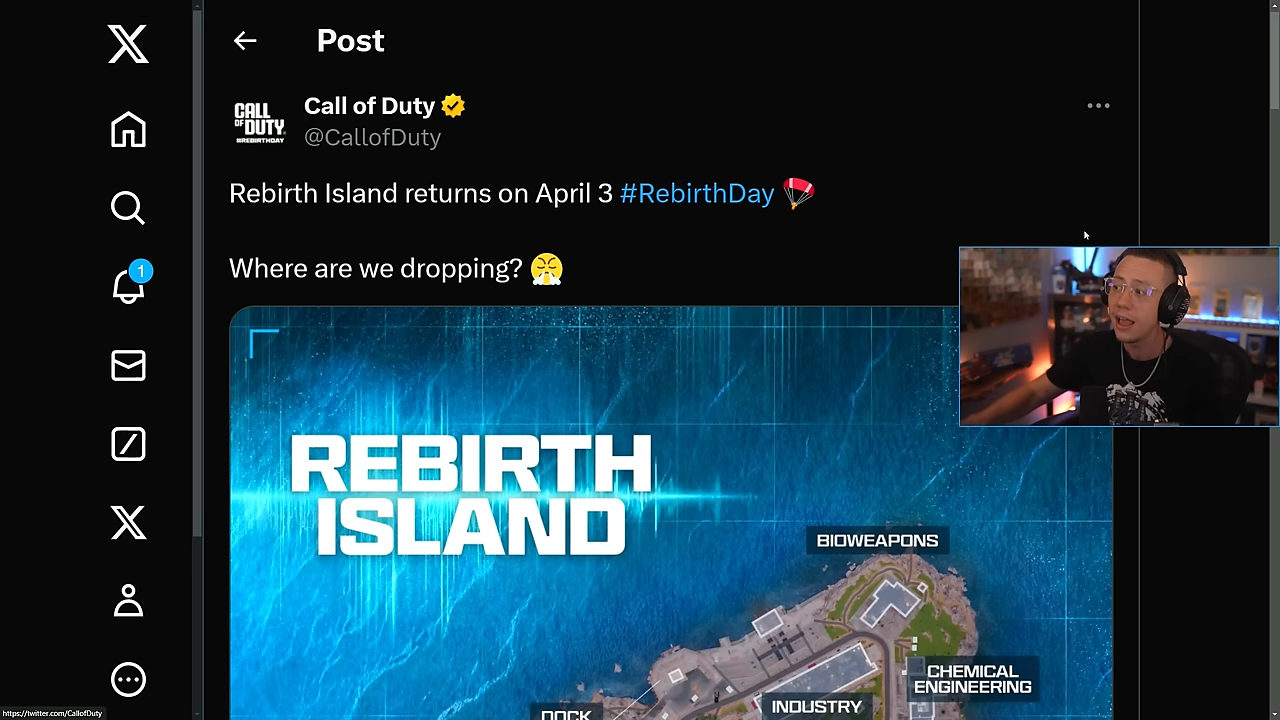 Post
CALL
OF DUTY
#REBIRTHDAY
Call of Duty
@CallofDuty
Rebirth Island returns on April 3 #RebirthDay 🪂
Where are we dropping? 😤
1
REBIRTH
ISLAND
BIOWEAPONS
CHEMICAL
ENGINEERING
INDUSTRY
DOCK
https://twitter.com/CallofDuty